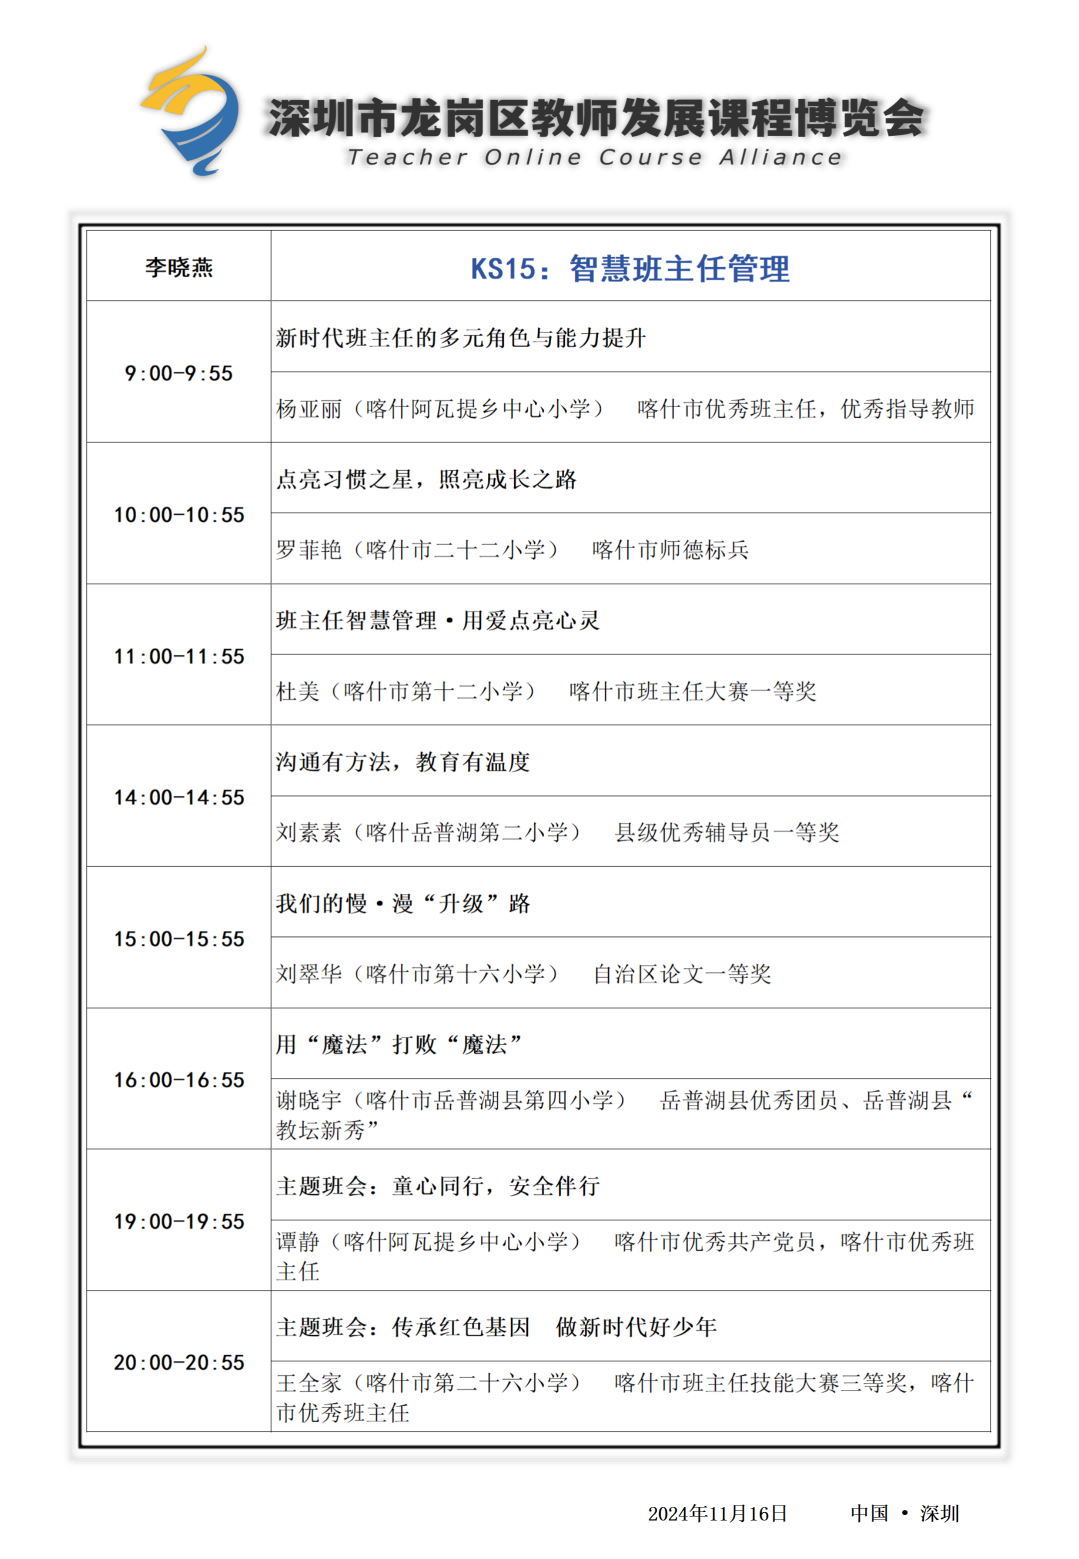 深圳市龙岗区教师发展课程博览会
Teacher Online Course Alliance
李晓燕
KS15：智慧班主任管理
9:00-9:55
新时代班主任的多元角色与能力提升
杨亚丽（喀什阿瓦提乡中心小学） 喀什市优秀班主任，优秀指导教师
10:00-10:55
点亮习惯之星，照亮成长之路
罗菲艳（喀什市二十二小学） 喀什市师德标兵
11:00-11:55
班主任智慧管理·用爱点亮心灵
杜美（喀什市第十二小学） 喀什市班主任大赛一等奖
14:00-14:55
沟通有方法，教育有温度
刘素素（喀什岳普湖第二小学） 县级优秀辅导员一等奖
15:00-15:55
我们的慢·漫“升级”路
刘翠华（喀什市第十六小学） 自治区论文一等奖
16:00-16:55
用“魔法”打败“魔法”
谢晓宇（喀什市岳普湖县第四小学） 岳普湖县优秀团员、岳普湖县“
教坛新秀”
19:00-19:55
主题班会：童心同行，安全伴行
谭静（喀什阿瓦提乡中心小学） 喀什市优秀共产党员，喀什市优秀班
主任
20:00-20:55
主题班会：传承红色基因 做新时代好少年
王全家（喀什市第二十六小学） 喀什市班主任技能大赛三等奖，喀什
市优秀班主任
2024年11月16日 中国 · 深圳